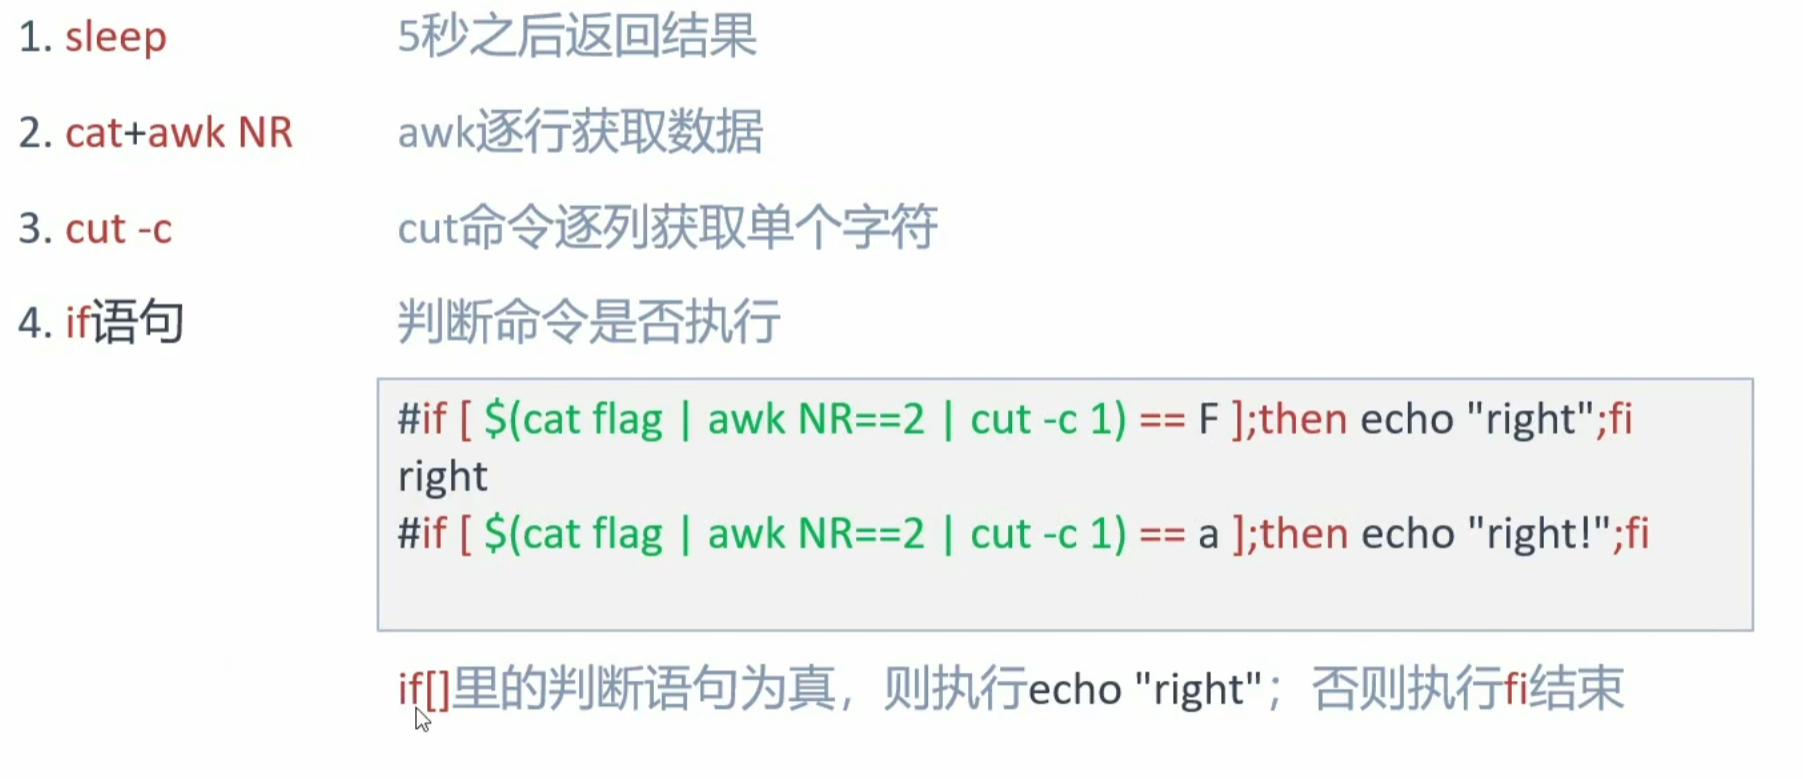 1. sleep 5秒之后返回结果
2. cat+awk NR awk逐行获取数据
3. cut -c cut命令逐列获取单个字符
4. if语句 判断命令是否执行
#if [ $(cat flag | awk NR==2 | cut -c 1) == F ];then echo "right";fi
right
#if [ $(cat flag | awk NR==2 | cut -c 1) == a ];then echo "right!";fi
if[]里的判断语句为真，则执行echo "right"；否则执行fi结束